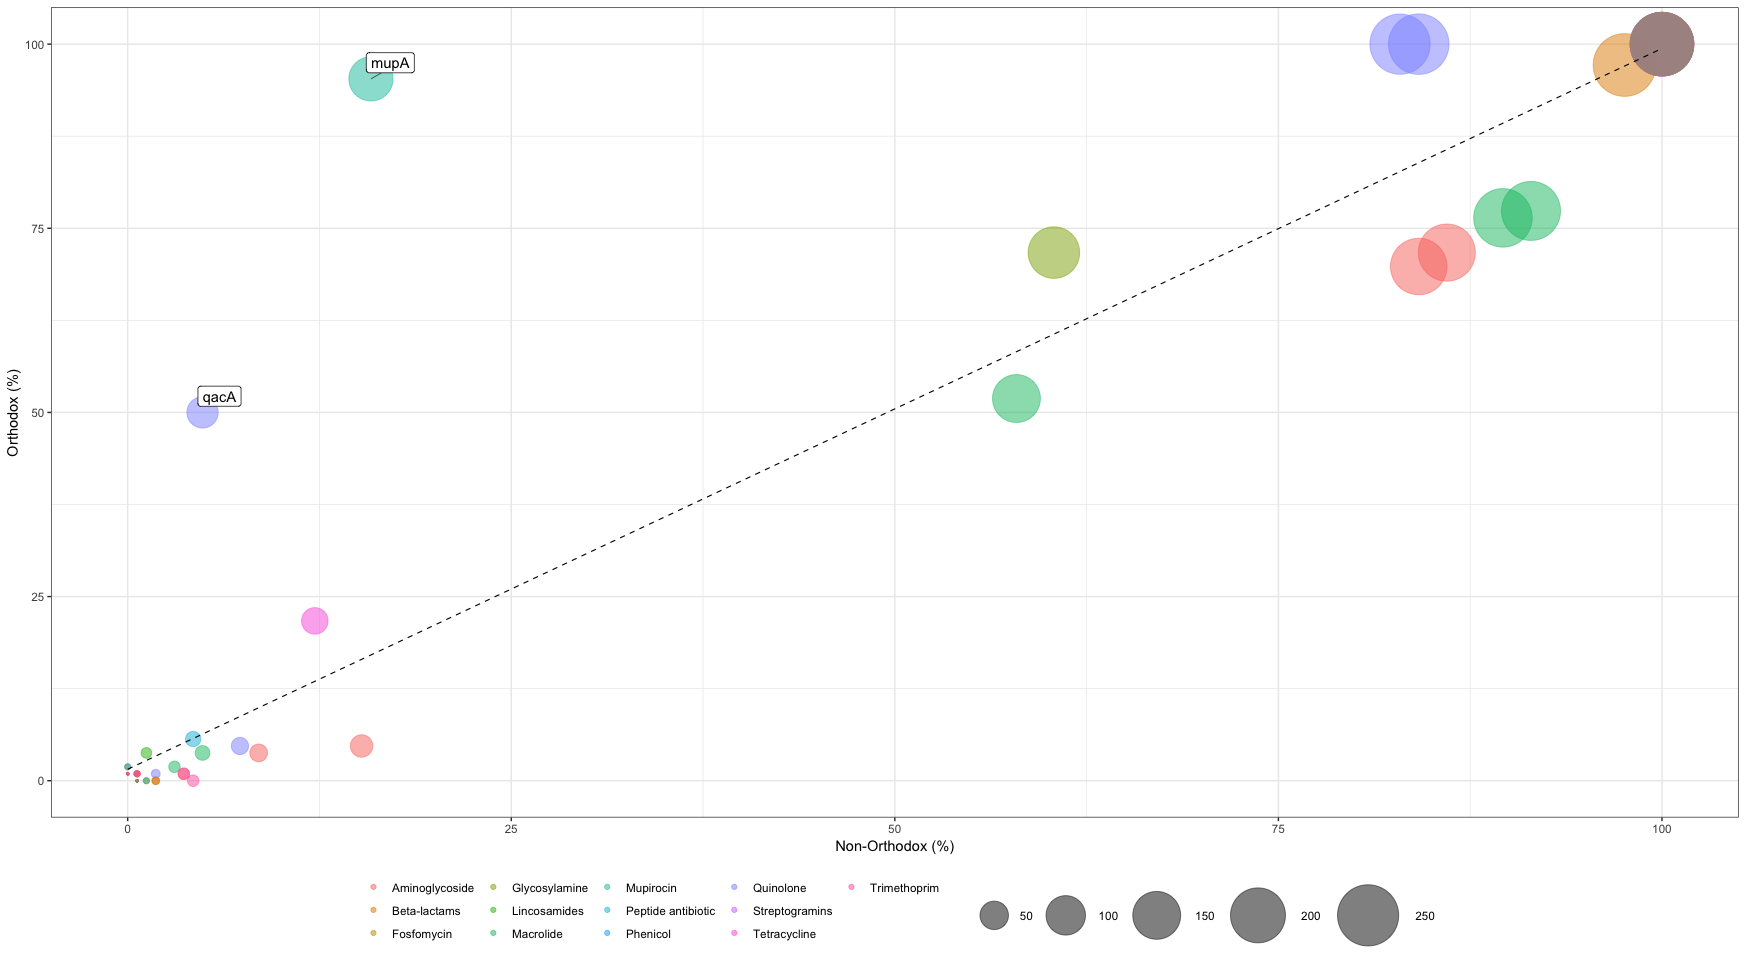 100
mupA
75
Orthodox (%)
50
qacA
25
0
0 25 50 75 100
Non-Orthodox (%)
Aminoglycoside Glycosylamine Mupirocin Quinolone Trimethoprim
Beta-lactams Lincosamides Peptide antibiotic Streptogramins 50 100 150 200 250
Fosfomycin Macrolide Phenicol Tetracycline